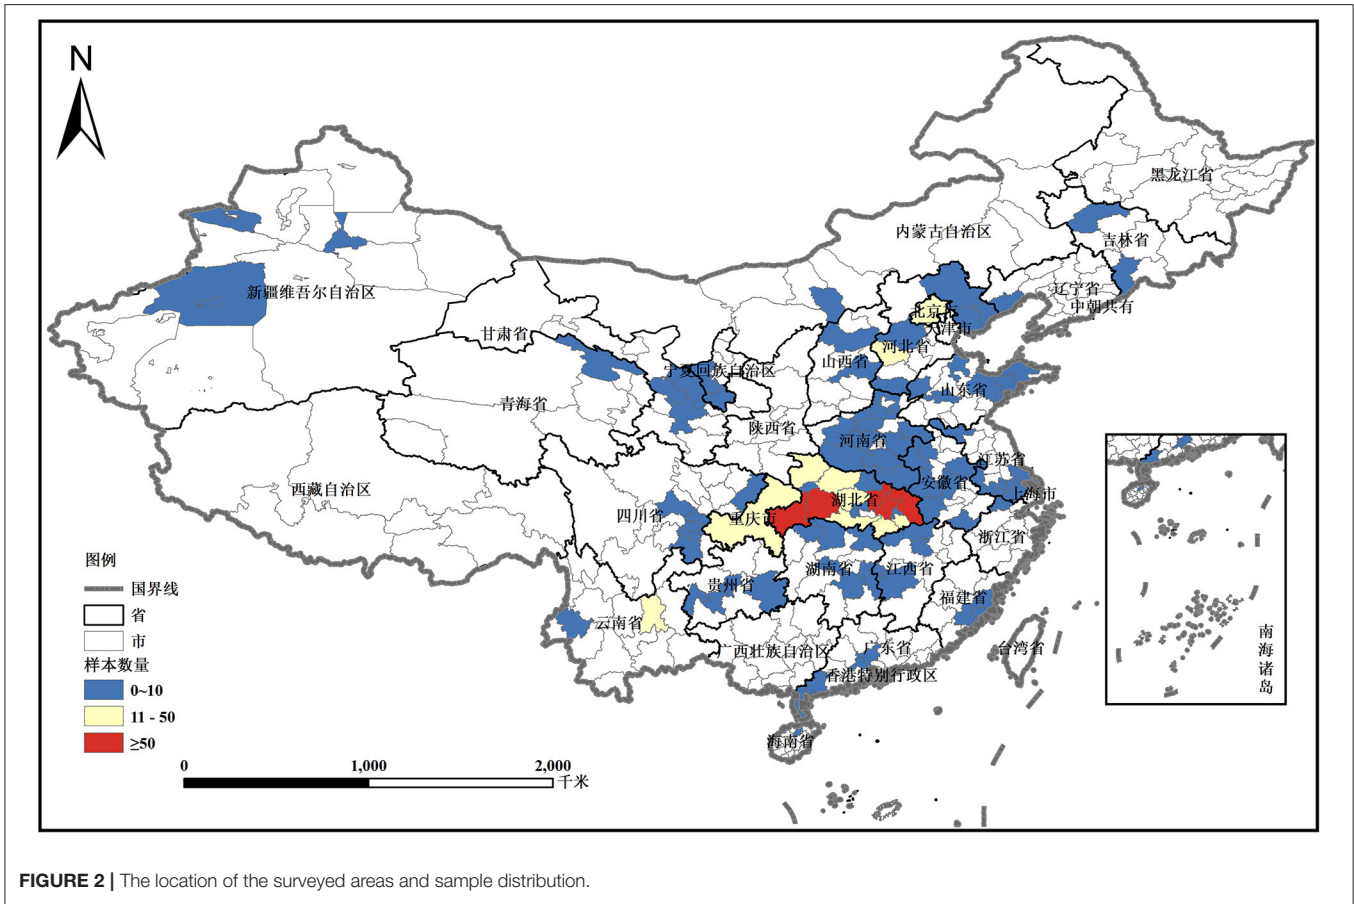 N
黑龙江省
内蒙古自治区
吉林省
新疆维吾尔自治区
辽宁省
中朝共有
北京市
天津市
甘肃省
河北省
山西省
宁夏回族自治区
山东省
青海省
陕西省
河南省
江苏省
西藏自治区
安徽省
上海市
湖北省
四川省
重庆市
浙江省
湖南省
江西省
贵州省
福建省
云南省
台湾省
广西壮族自治区
广东省
香港特别行政区
海南省
南海诸岛
图例
国界线
省
市
样本数量
0~10
11 - 50
≥50
0 1,000 2,000
千米
FIGURE 2 | The location of the surveyed areas and sample distribution.